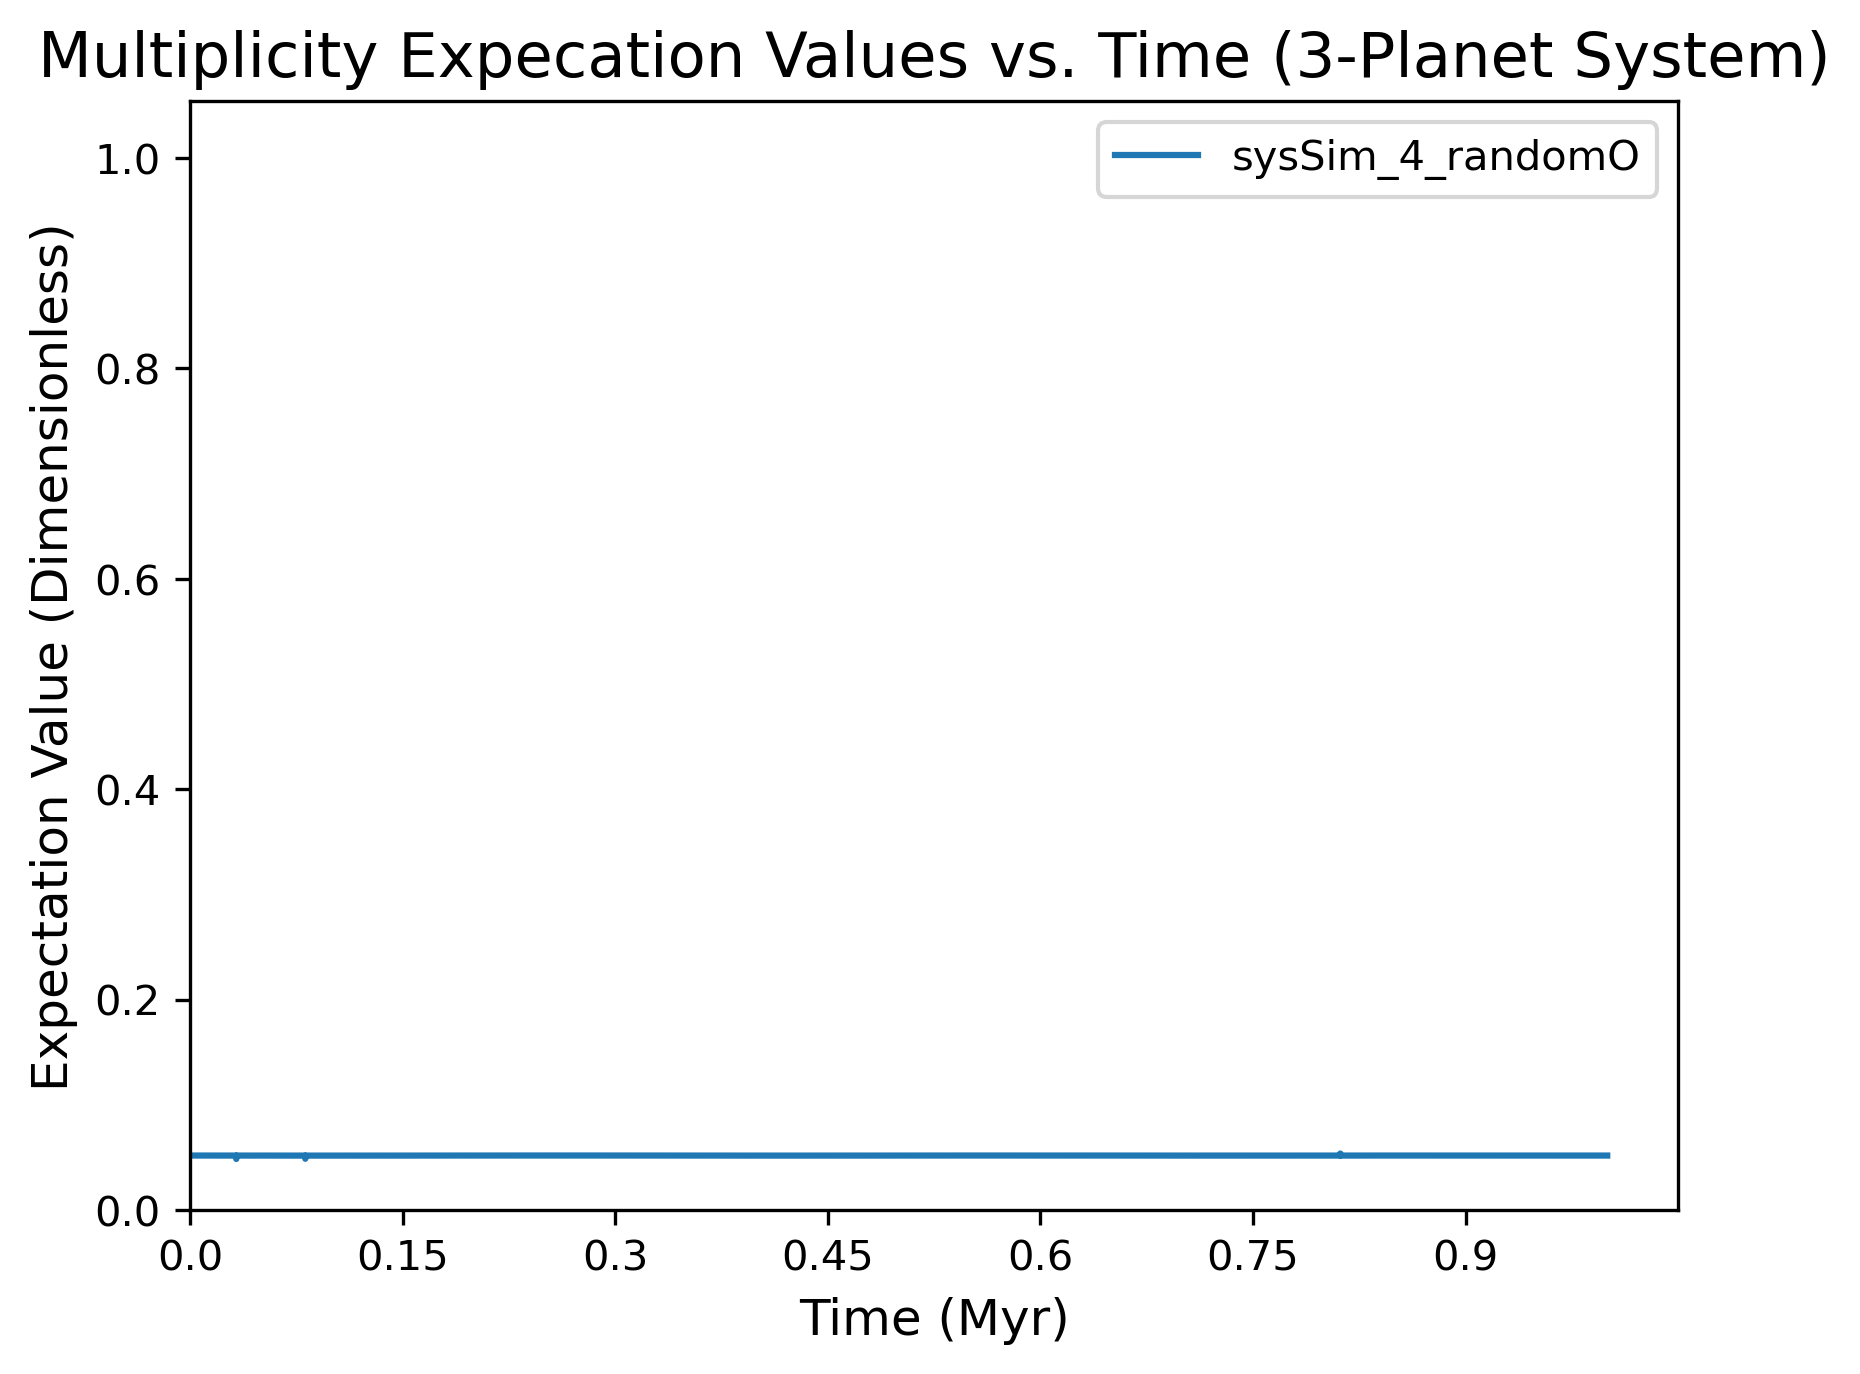 Multiplicity Expecation Values vs. Time (3-Planet System)
sysSim_4_randomO
Expectation Value (Dimensionless)
1.0
0.8
0.6
0.4
0.2
0.0
0.0 0.15 0.3 0.45 0.6 0.75 0.9
Time (Myr)